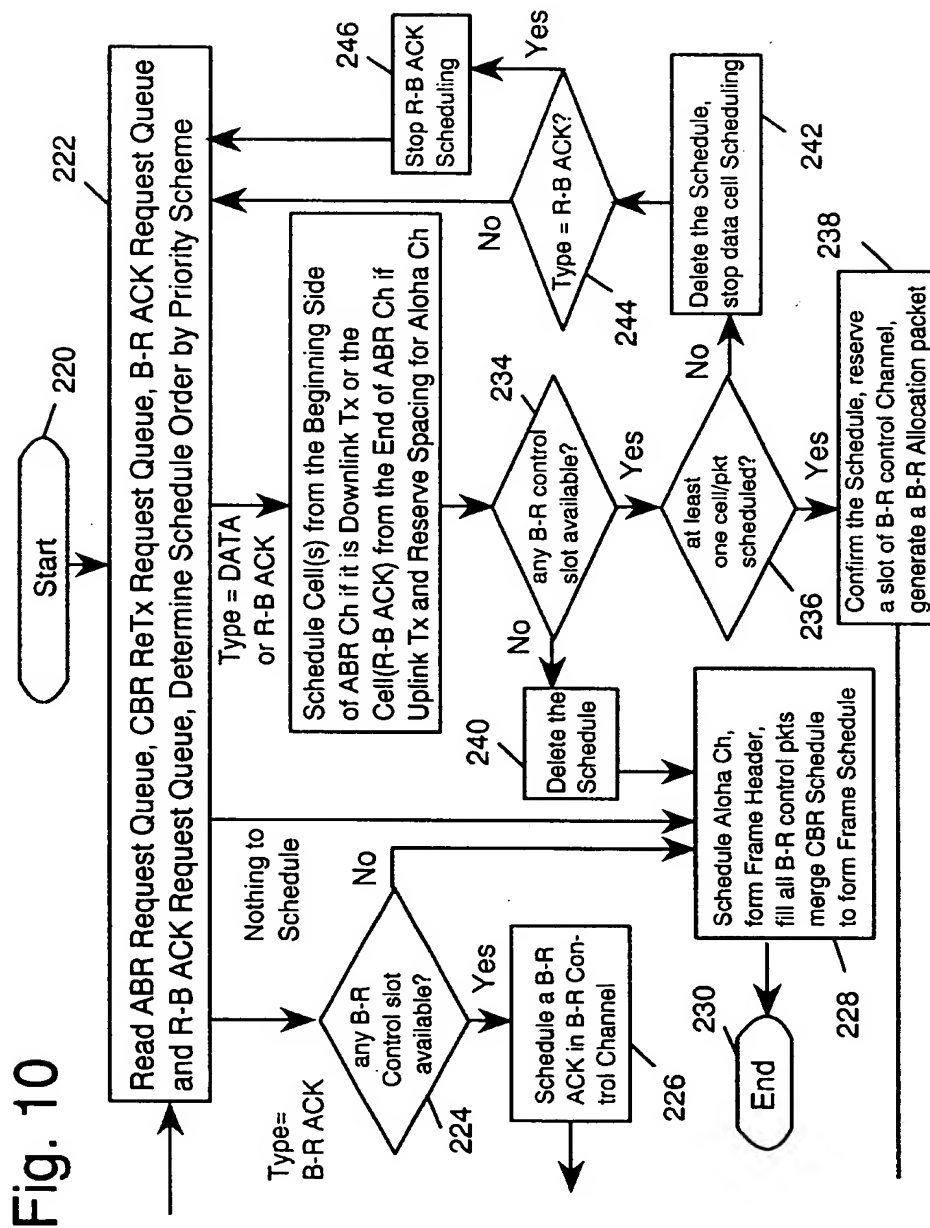 Fig. 10
Start
220
222
Read ABR Request Queue, CBR ReTx Request Queue, B-R ACK Request Queue
and R-B ACK Request Queue, Determine Schedule Order by Priority Scheme
Type=
B-R ACK
Nothing to
Schedule
Type = DATA
or R-B ACK
any B-R
Control slot
available?
224
No
Yes
Schedule a B-R
ACK in B-R Con-
trol Channel
226
Schedule Cell(s) from the Beginning Side
of ABR Ch if it is Downlink Tx or the
Cell(R-B ACK) from the End of ABR Ch if
Uplink Tx and Reserve Spacing for Aloha Ch
any B-R control
slot available?
234
No
Yes
240
Delete the
Schedule
at least
one cell/pkt
scheduled?
236
No
Yes
Confirm the Schedule, reserve
a slot of B-R control Channel,
generate a B-R Allocation packet
238
Delete the Schedule,
stop data cell Scheduling
242
Type = R-B ACK?
244
No
Yes
Stop R-B ACK
Scheduling
246
Schedule Aloha Ch,
form Frame Header,
fill all B-R control pkts
merge CBR Schedule
to form Frame Schedule
228
230
End